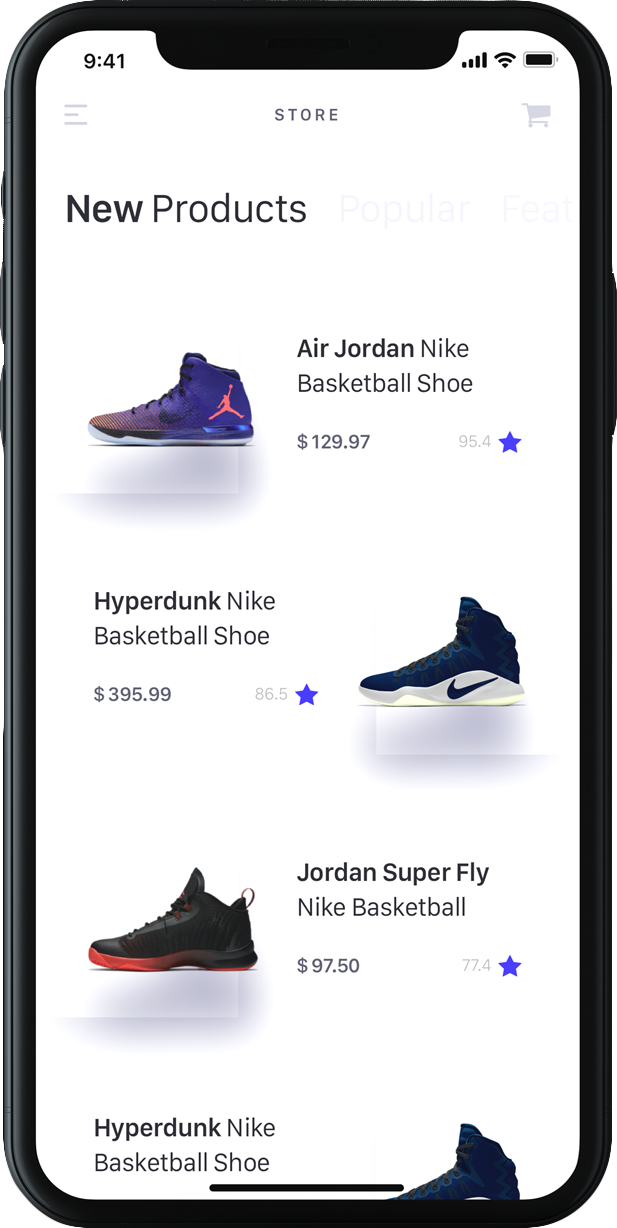 9:41
STORE
New Products Popular Feat
Air Jordan Nike
Basketball Shoe
$ 129.97 95.4
Hyperdunk Nike
Basketball Shoe
$ 395.99 86.5
Jordan Super Fly
Nike Basketball
$ 97.50 77.4
Hyperdunk Nike
Basketball Shoe